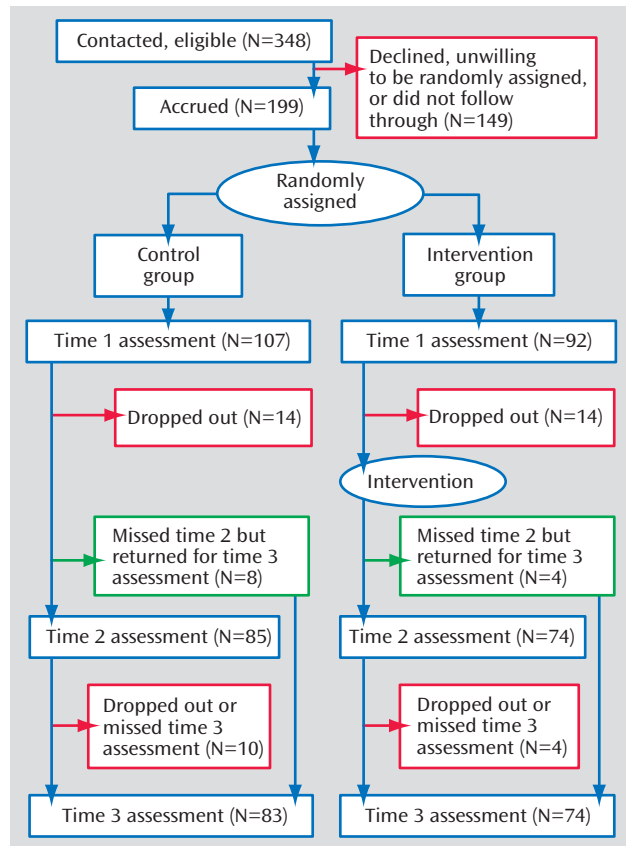 Contacted, eligible (N=348)
Declined, unwilling
to be randomly assigned,
or did not follow
through (N=149)
Accrued (N=199)
Randomly
assigned
Control
group
Intervention
group
Time 1 assessment (N=107)
Time 1 assessment (N=92)
Dropped out (N=14)
Dropped out (N=14)
Intervention
Missed time 2 but
returned for time 3
assessment (N=8)
Missed time 2 but
returned for time 3
assessment (N=4)
Time 2 assessment (N=85)
Time 2 assessment (N=74)
Dropped out or
missed time 3
assessment (N=10)
Dropped out or
missed time 3
assessment (N=4)
Time 3 assessment (N=83)
Time 3 assessment (N=74)